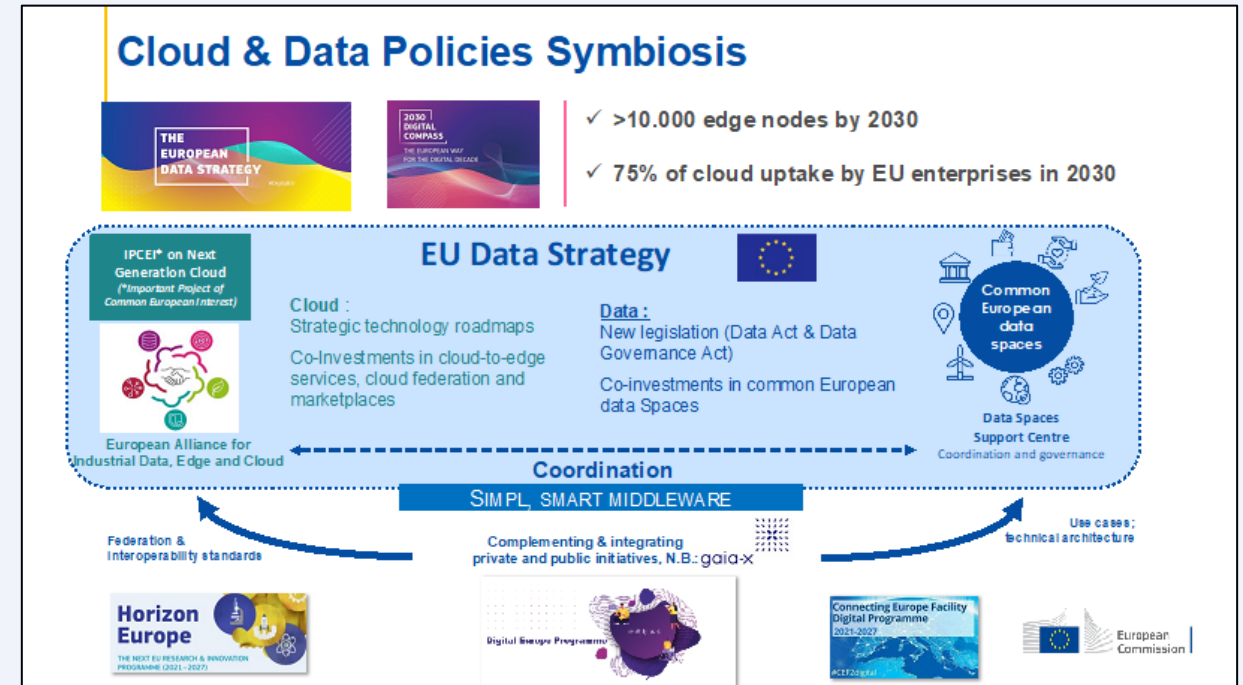 Cloud & Data Policies Symbiosis
THE
EUROPEAN
DATA STRATEGY
2030
DIGITAL
COMPASS
THE EUROPEAN WAY
FOR THE DIGITAL DECADE
✓ >10.000 edge nodes by 2030
✓ 75% of cloud uptake by EU enterprises in 2030
IPCEI* on Next
Generation Cloud
(*Important Project of
Common European Interest)
EU Data Strategy
Cloud :
Strategic technology roadmaps
Co-Investments in cloud-to-edge
services, cloud federation and
marketplaces
Data :
New legislation (Data Act & Data
Governance Act)
Co-investments in common European
data Spaces
Common
European
data
spaces
European Alliance for
Industrial Data, Edge and Cloud
Data Spaces
Support Centre
Coordination and governance
Coordination
SIMPL, SMART MIDDLEWARE
Federation &
Interoperability standards
Complementing & integrating
private and public initiatives, N.B.: gaia-x
Use cases;
technical architecture
Horizon
Europe
THE NEXT EU RESEARCH & INNOVATION
PROGRAMME (2021 - 2027)
Digital Europe Programme
Connecting Europe Facility
Digital Programme
2021-2027
#CEF2digital
European
Commission